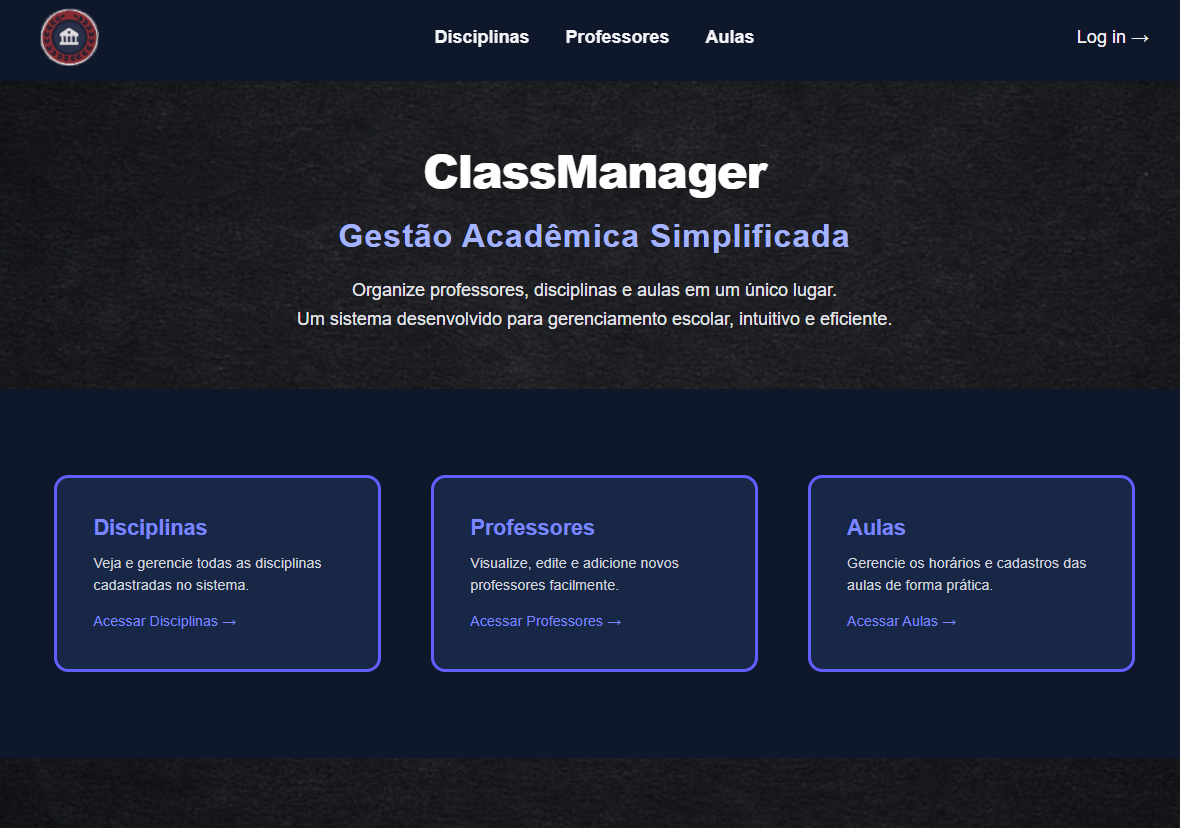 Disciplinas Professores Aulas Log in →
ClassManager
Gestão Acadêmica Simplificada
Organize professores, disciplinas e aulas em um único lugar.
Um sistema desenvolvido para gerenciamento escolar, intuitivo e eficiente.
Disciplinas
Veja e gerencie todas as disciplinas
cadastradas no sistema.
Acessar Disciplinas →
Professores
Visualize, edite e adicione novos
professores facilmente.
Acessar Professores →
Aulas
Gerencie os horários e cadastros das
aulas de forma prática.
Acessar Aulas →